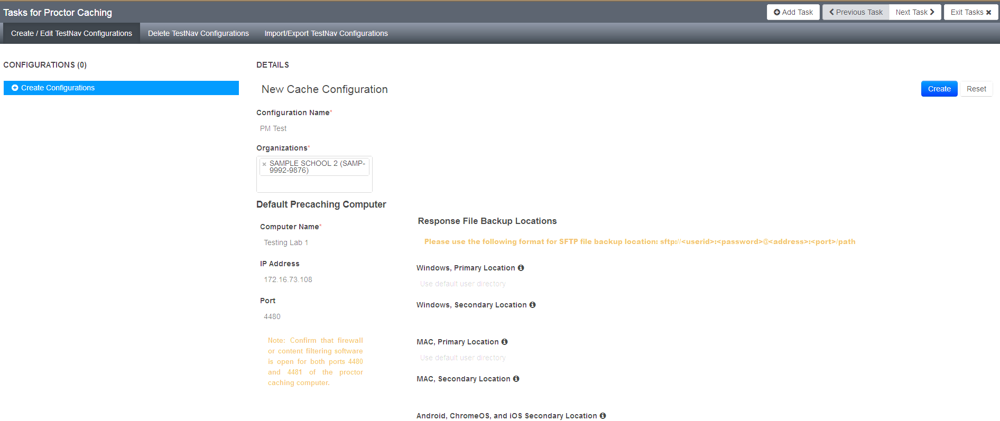 Tasks for Proctor Caching
Add Task
Previous Task
Next Task
Exit Tasks
Create / Edit TestNav Configurations
Delete TestNav Configurations
Import/Export TestNav Configurations
CONFIGURATIONS (0)
Create Configurations
DETAILS
New Cache Configuration
Create
Reset
Configuration Name*
PM Test
Organizations*
× SAMPLE SCHOOL 2 (SAMP-
9992-9876)
Default Precaching Computer
Computer Name*
Testing Lab 1
IP Address
172.16.73.108
Port
4480
Note: Confirm that firewall
or content filtering software
is open for both ports 4480
and 4481 of the proctor
caching computer.
Response File Backup Locations
Please use the following format for SFTP file backup location: sftp://<userid>:<password>@<address>:<port>/path
Windows, Primary Location
Use default user directory
Windows, Secondary Location
MAC, Primary Location
Use default user directory
MAC, Secondary Location
Android, ChromeOS, and iOS Secondary Location